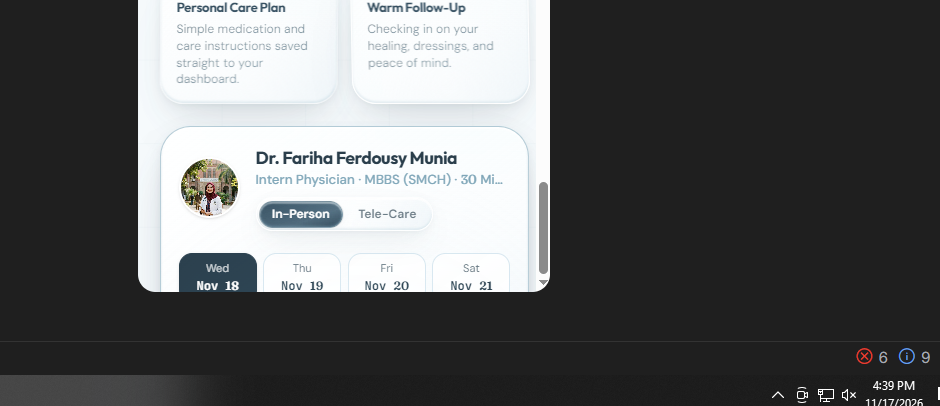 Personal Care Plan
Simple medication and
care instructions saved
straight to your
dashboard.
Warm Follow-Up
Checking in on your
healing, dressings, and
peace of mind.
Dr. Fariha Ferdousy Munia
Intern Physician · MBBS (SMCH) · 30 Mi...
In-Person Tele-Care
Wed Thu Fri Sat
Nov 18 Nov 19 Nov 20 Nov 21
6 9
4:39 PM
11/17/2026